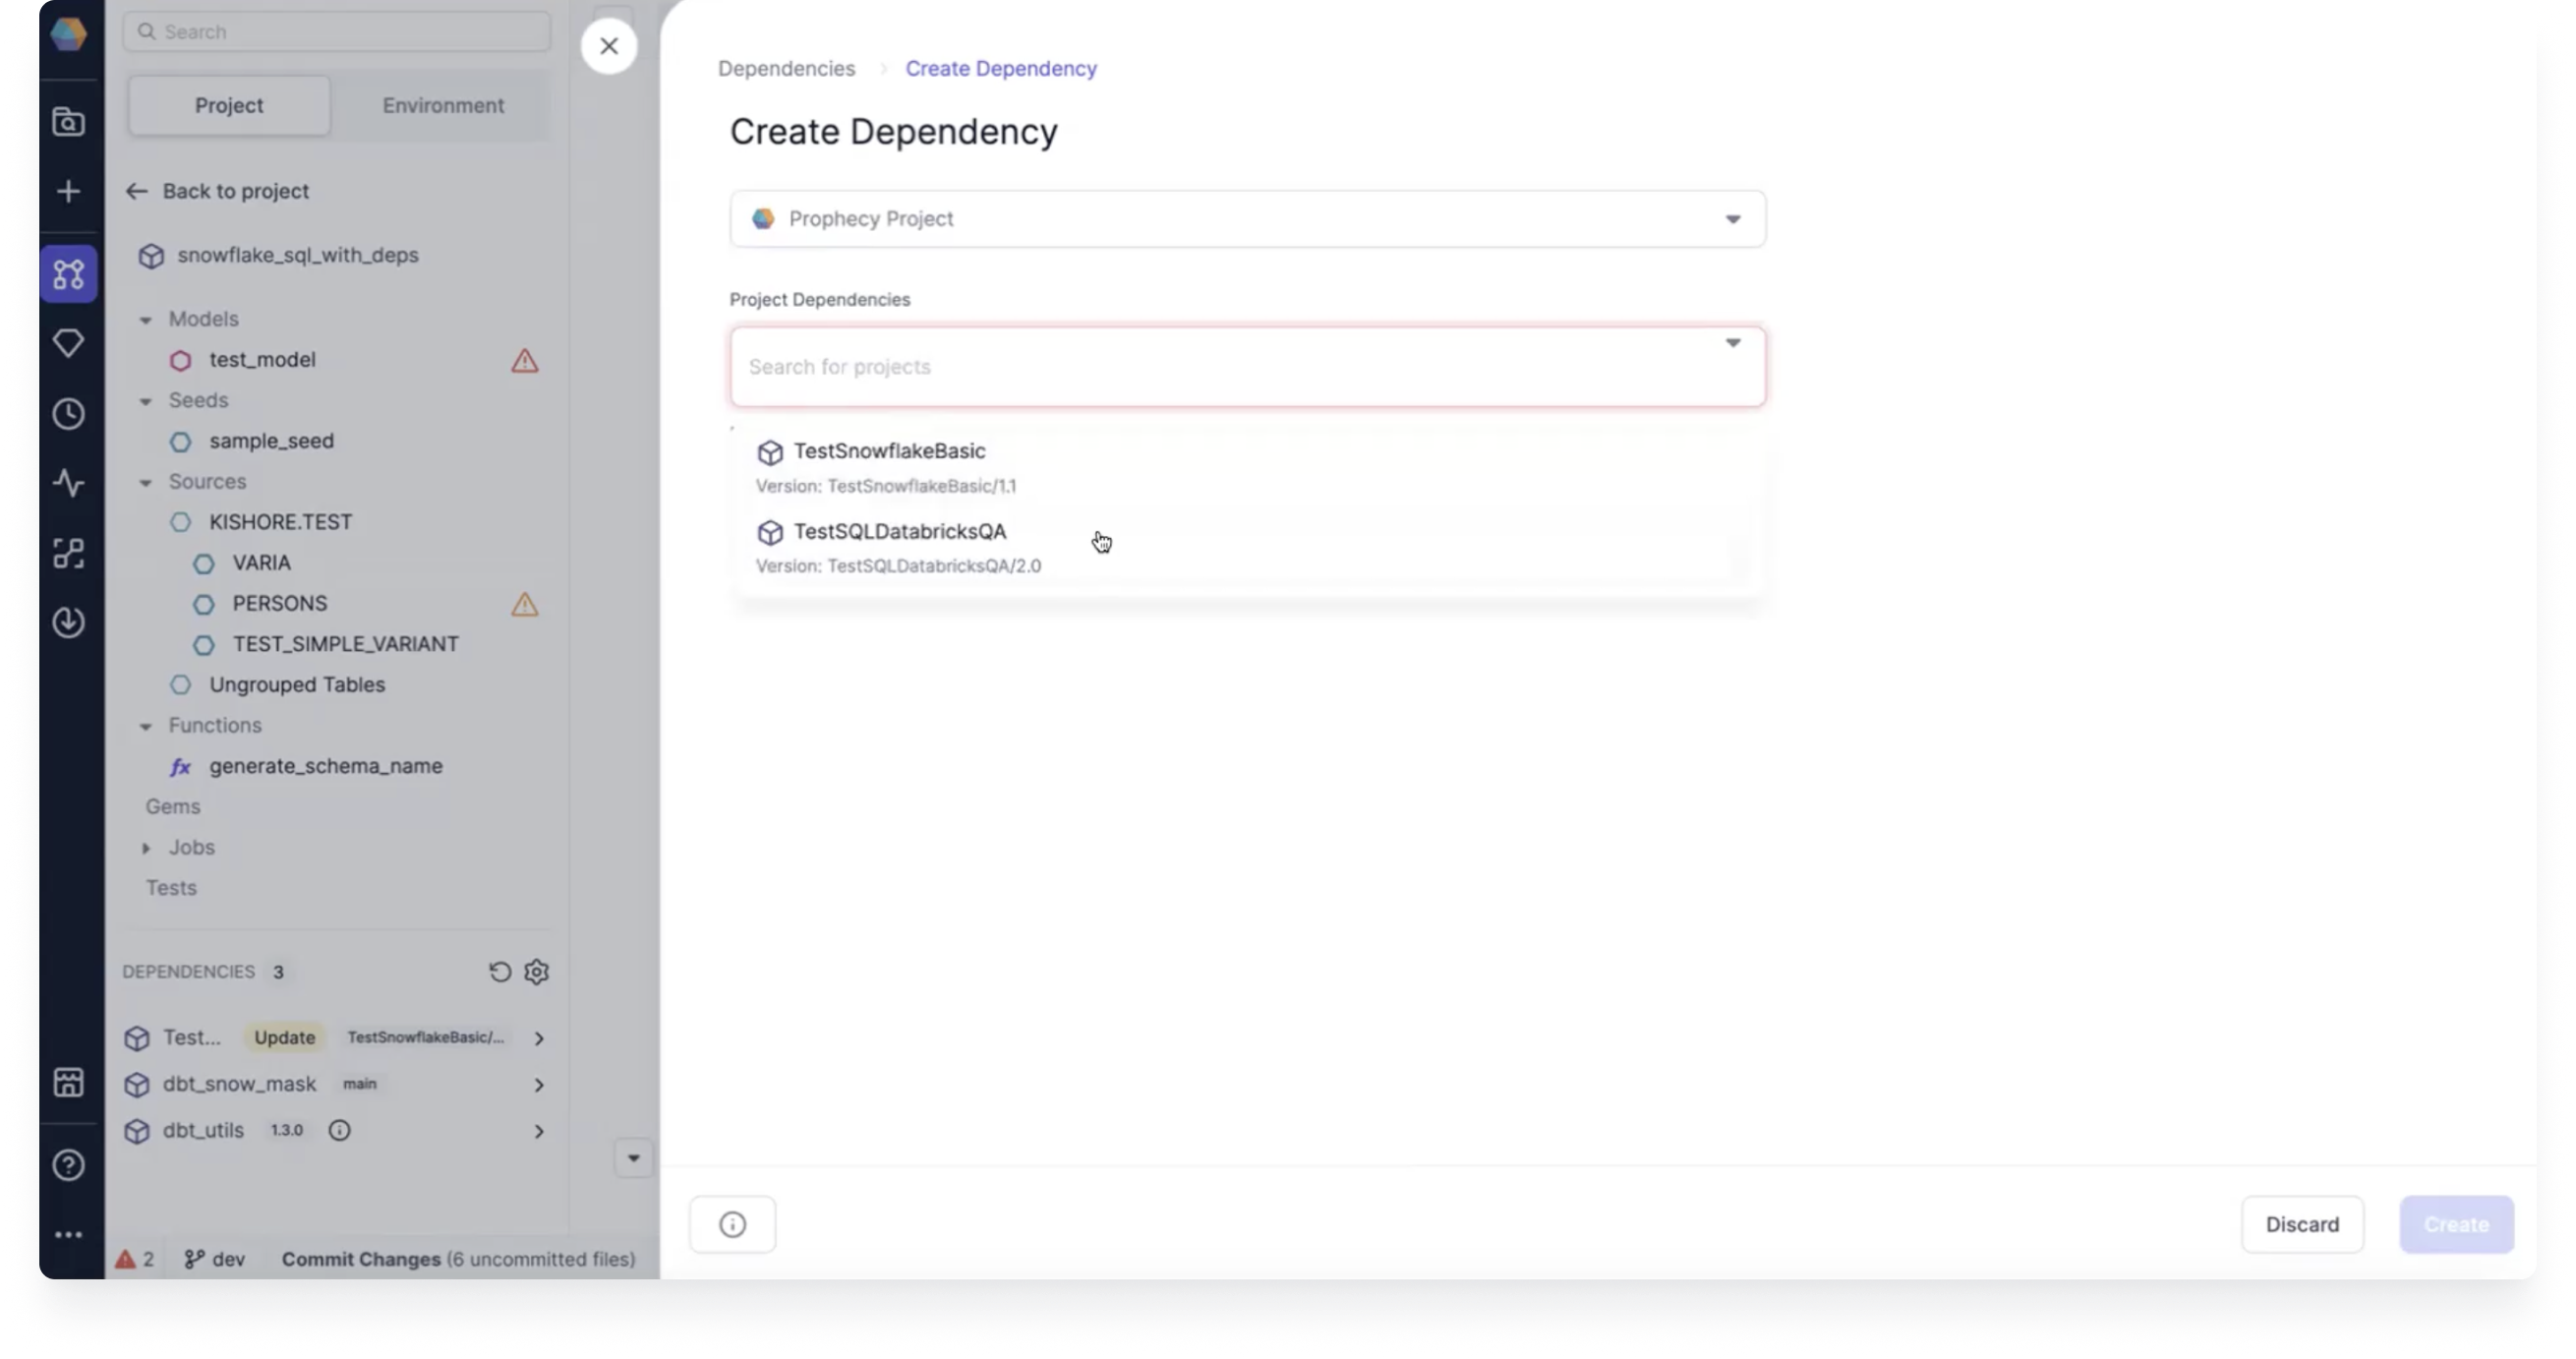 Search
Project
Environment
Back to project
snowflake_sql_with_deps
Models
test_model
Seeds
sample_seed
Sources
KISHORE.TEST
VARIA
PERSONS
TEST_SIMPLE_VARIANT
Ungrouped Tables
Functions
fx generate_schema_name
Gems
Jobs
Tests
DEPENDENCIES 3
Test... Update TestSnowflakeBasic/...
dbt_snow_mask main
dbt_utils 1.3.0
2 dev Commit Changes (6 uncommitted files)
Dependencies Create Dependency
Create Dependency
Prophecy Project
Project Dependencies
Search for projects
TestSnowflakeBasic
Version: TestSnowflakeBasic/1.1
TestSQLDatabricksQA
Version: TestSQLDatabricksQA/2.0
Discard
Create